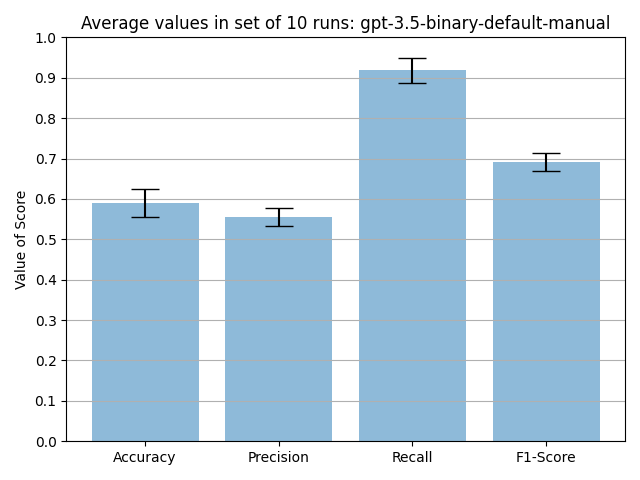 Average values in set of 10 runs: gpt-3.5-binary-default-manual
1.0
0.9
0.8
0.7
0.6
0.5
0.4
0.3
0.2
0.1
0.0
Value of Score
Accuracy
Precision
Recall
F1-Score